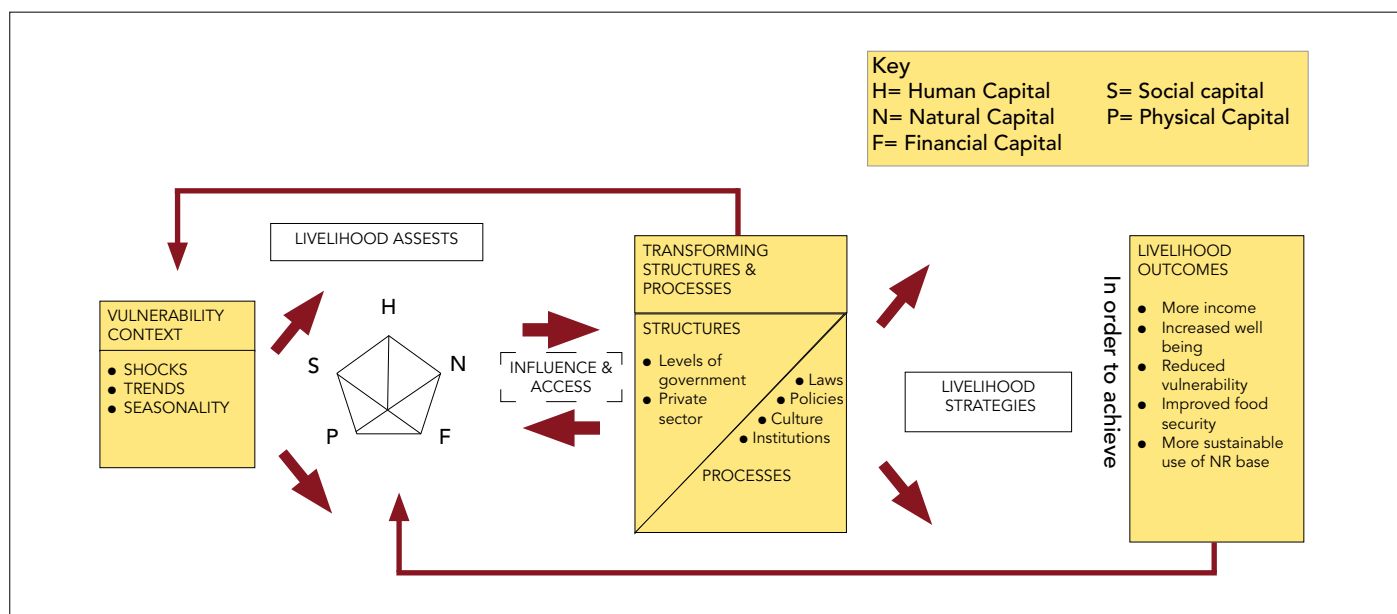 Key
H= Human Capital S= Social capital
N= Natural Capital P= Physical Capital
F= Financial Capital
LIVELIHOOD ASSESTS
VULNERABILITY
CONTEXT
● SHOCKS
● TRENDS
● SEASONALITY
H
S
N
P
F
INFLUENCE &
ACCESS
TRANSFORMING
STRUCTURES &
PROCESSES
STRUCTURES
● Levels of
government
● Private
sector
● Laws
● Policies
● Culture
● Institutions
PROCESSES
LIVELIHOOD
STRATEGIES
In order to achieve
LIVELIHOOD
OUTCOMES
● More income
● Increased well
being
● Reduced
vulnerability
● Improved food
security
● More sustainable
use of NR base